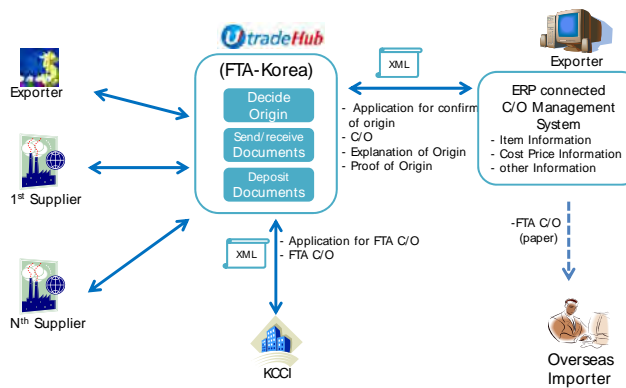 UtradeHub
(FTA-Korea)
Decide
Origin
Send/receive
Documents
Deposit
Documents
Exporter
1st Supplier
Nth Supplier
XML
- Application for confirm
of origin
- C/O
- Explanation of Origin
- Proof of Origin
Exporter
ERP connected
C/O Management
System
- Item Information
- Cost Price Information
- other Information
-FTA C/O
(paper)
Overseas
Importer
XML
- Application for FTA C/O
- FTA C/O
KCCI